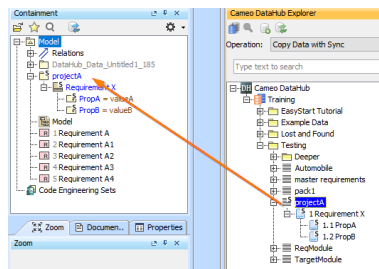 Containment
Model
Relations
DataHub_Data_Untitled1_185
projectA
Requirement X
PropA = valueA
PropB = valueB
Model
1 Requirement A
2 Requirement A1
3 Requirement A2
4 Requirement A3
5 Requirement A4
Code Engineering Sets
Zoom
Documen..
Properties
Zoom
Cameo DataHub Explorer
Operation: Copy Data with Sync
Type text to search
DH Cameo DataHub
Training
EasyStart Tutorial
Example Data
Lost and Found
Testing
Deeper
Automobile
master requirements
pack1
projectA
1 Requirement X
1.1 PropA
1.2 PropB
ReqModule
TargetModule